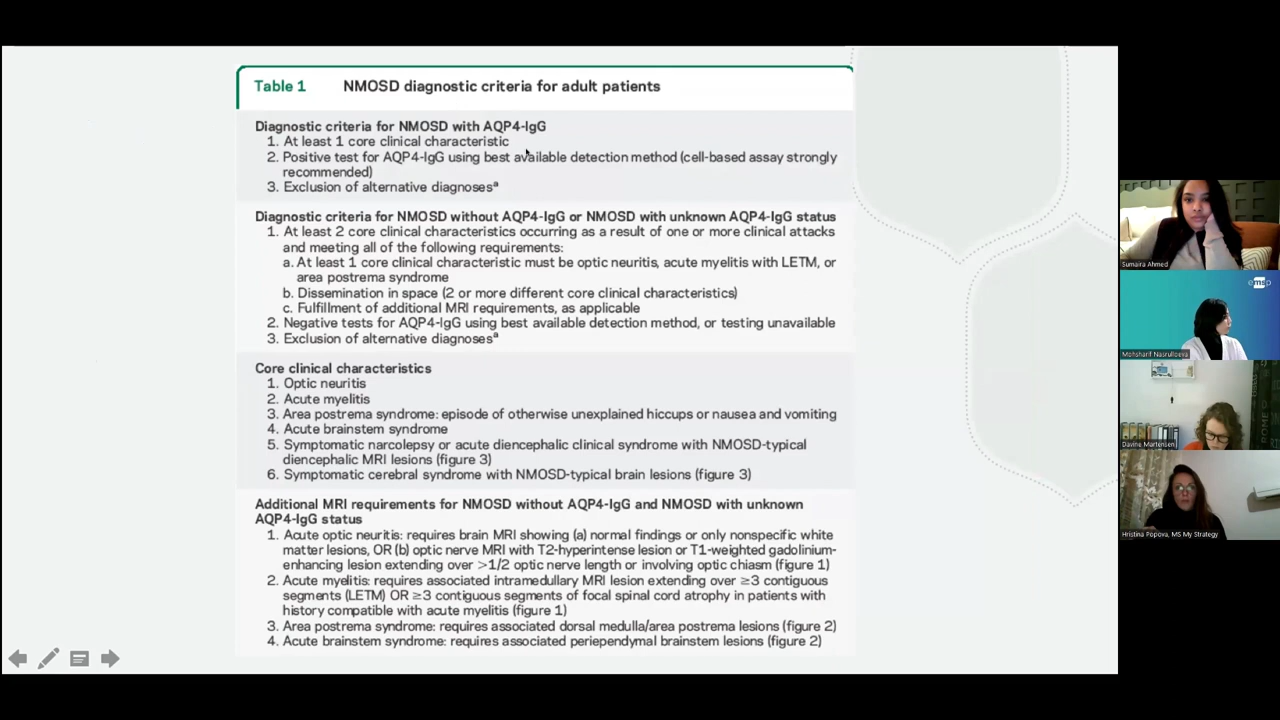 Table 1 NMOSD diagnostic criteria for adult patients
Diagnostic criteria for NMOSD with AQP4-IgG
1. At least 1 core clinical characteristic
2. Positive test for AQP4-IgG using best available detection method (cell-based assay strongly
recommended)
3. Exclusion of alternative diagnosesᵃ
Diagnostic criteria for NMOSD without AQP4-IgG or NMOSD with unknown AQP4-IgG status
1. At least 2 core clinical characteristics occurring as a result of one or more clinical attacks
and meeting all of the following requirements:
a. At least 1 core clinical characteristic must be optic neuritis, acute myelitis with LETM, or
area postrema syndrome
b. Dissemination in space (2 or more different core clinical characteristics)
c. Fulfillment of additional MRI requirements, as applicable
2. Negative tests for AQP4-IgG using best available detection method, or testing unavailable
3. Exclusion of alternative diagnosesᵃ
Core clinical characteristics
1. Optic neuritis
2. Acute myelitis
3. Area postrema syndrome: episode of otherwise unexplained hiccups or nausea and vomiting
4. Acute brainstem syndrome
5. Symptomatic narcolepsy or acute diencephalic clinical syndrome with NMOSD-typical
diencephalic MRI lesions (figure 3)
6. Symptomatic cerebral syndrome with NMOSD-typical brain lesions (figure 3)
Additional MRI requirements for NMOSD without AQP4-IgG and NMOSD with unknown
AQP4-IgG status
1. Acute optic neuritis: requires brain MRI showing (a) normal findings or only nonspecific white
matter lesions, OR (b) optic nerve MRI with T2-hyperintense lesion or T1-weighted gadolinium-
enhancing lesion extending over >1/2 optic nerve length or involving optic chiasm (figure 1)
2. Acute myelitis: requires associated intramedullary MRI lesion extending over ≥3 contiguous
segments (LETM) OR ≥3 contiguous segments of focal spinal cord atrophy in patients with
history compatible with acute myelitis (figure 1)
3. Area postrema syndrome: requires associated dorsal medulla/area postrema lesions (figure 2)
4. Acute brainstem syndrome: requires associated periependymal brainstem lesions (figure 2)
Sumaira Ahmed
emsp
Mohsharif Nasrulloeva
Davine Martensen
Hristina Popova, MS My Strategy